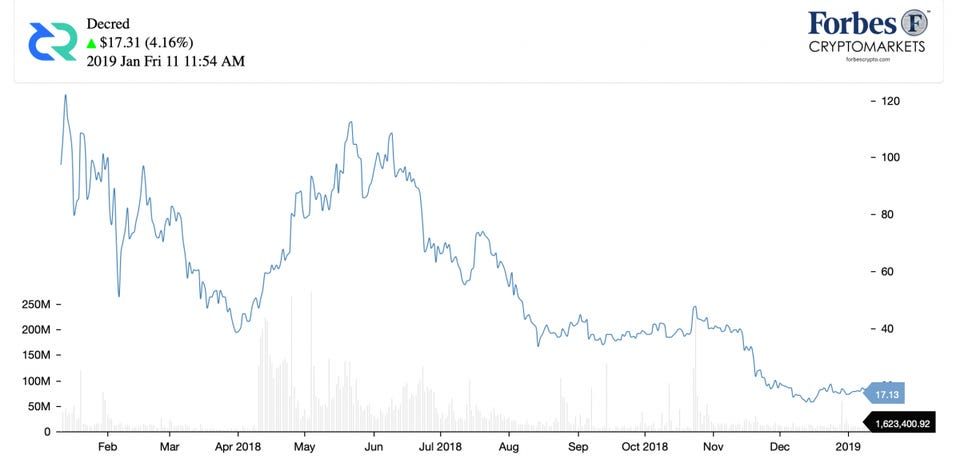 Decred
$17.31 (4.16%)
2019 Jan Fri 11 11:54 AM
Forbes F
CRYPTOMARKETS
forbescrypto.com
120
100
80
60
40
250M
200M
150M
100M
50M
0
17.13
1,623,400.92
Feb Mar Apr 2018 May Jun Jul 2018 Aug Sep Oct 2018 Nov Dec 2019